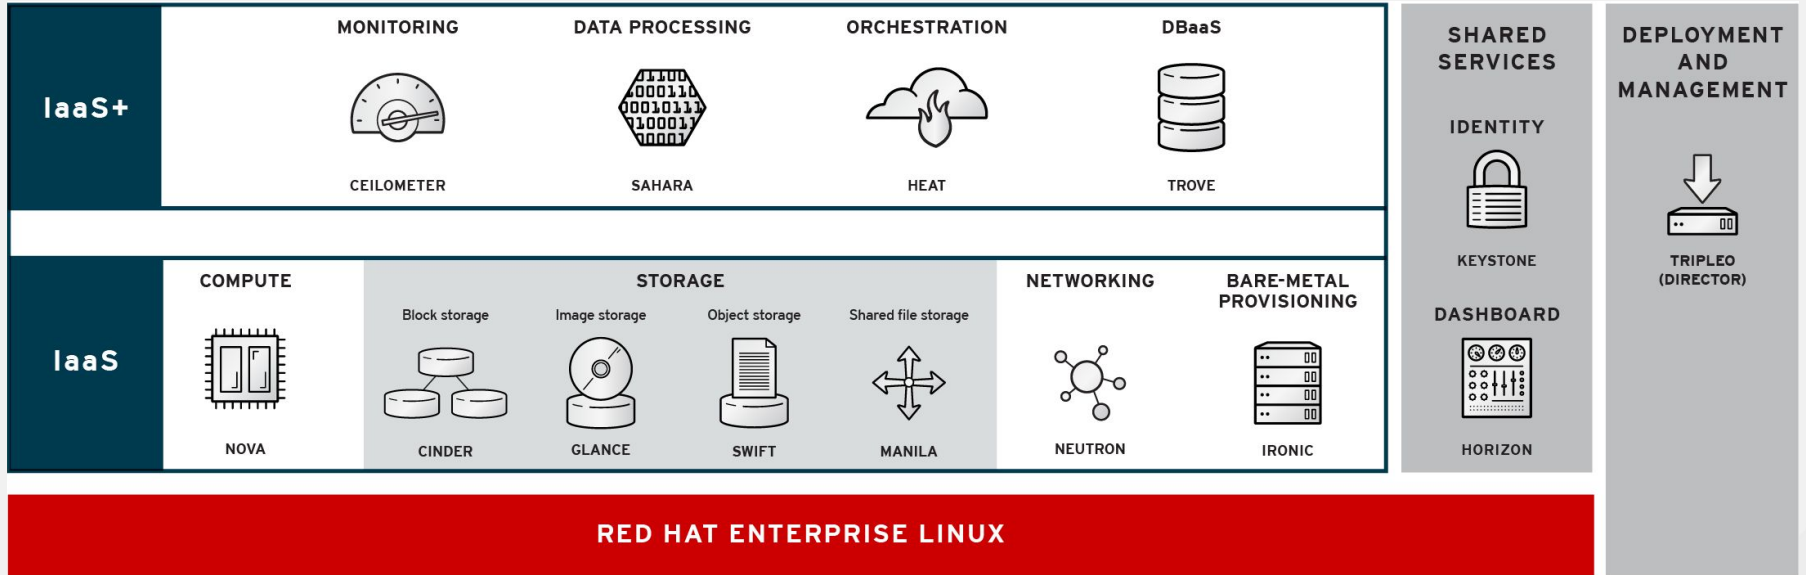 MONITORING
DATA PROCESSING
ORCHESTRATION
DBaaS
IaaS+
CEILOMETER
SAHARA
HEAT
TROVE
COMPUTE
STORAGE
NETWORKING
BARE-METAL
PROVISIONING
Block storage
Image storage
Object storage
Shared file storage
IaaS
NOVA
CINDER
GLANCE
SWIFT
MANILA
NEUTRON
IRONIC
SHARED
SERVICES
IDENTITY
KEYSTONE
DASHBOARD
HORIZON
DEPLOYMENT
AND
MANAGEMENT
TRIPLEO
(DIRECTOR)
RED HAT ENTERPRISE LINUX